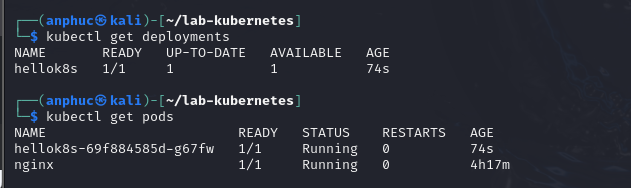 ┌──(anphuc㉿kali)-[~/lab-kubernetes]
└─$ kubectl get deployments
NAME       READY   UP-TO-DATE   AVAILABLE   AGE
hellok8s   1/1     1            1           74s
┌──(anphuc㉿kali)-[~/lab-kubernetes]
└─$ kubectl get pods
NAME                        READY   STATUS    RESTARTS   AGE
hellok8s-69f884585d-g67fw   1/1     Running   0          74s
nginx                       1/1     Running   0          4h17m